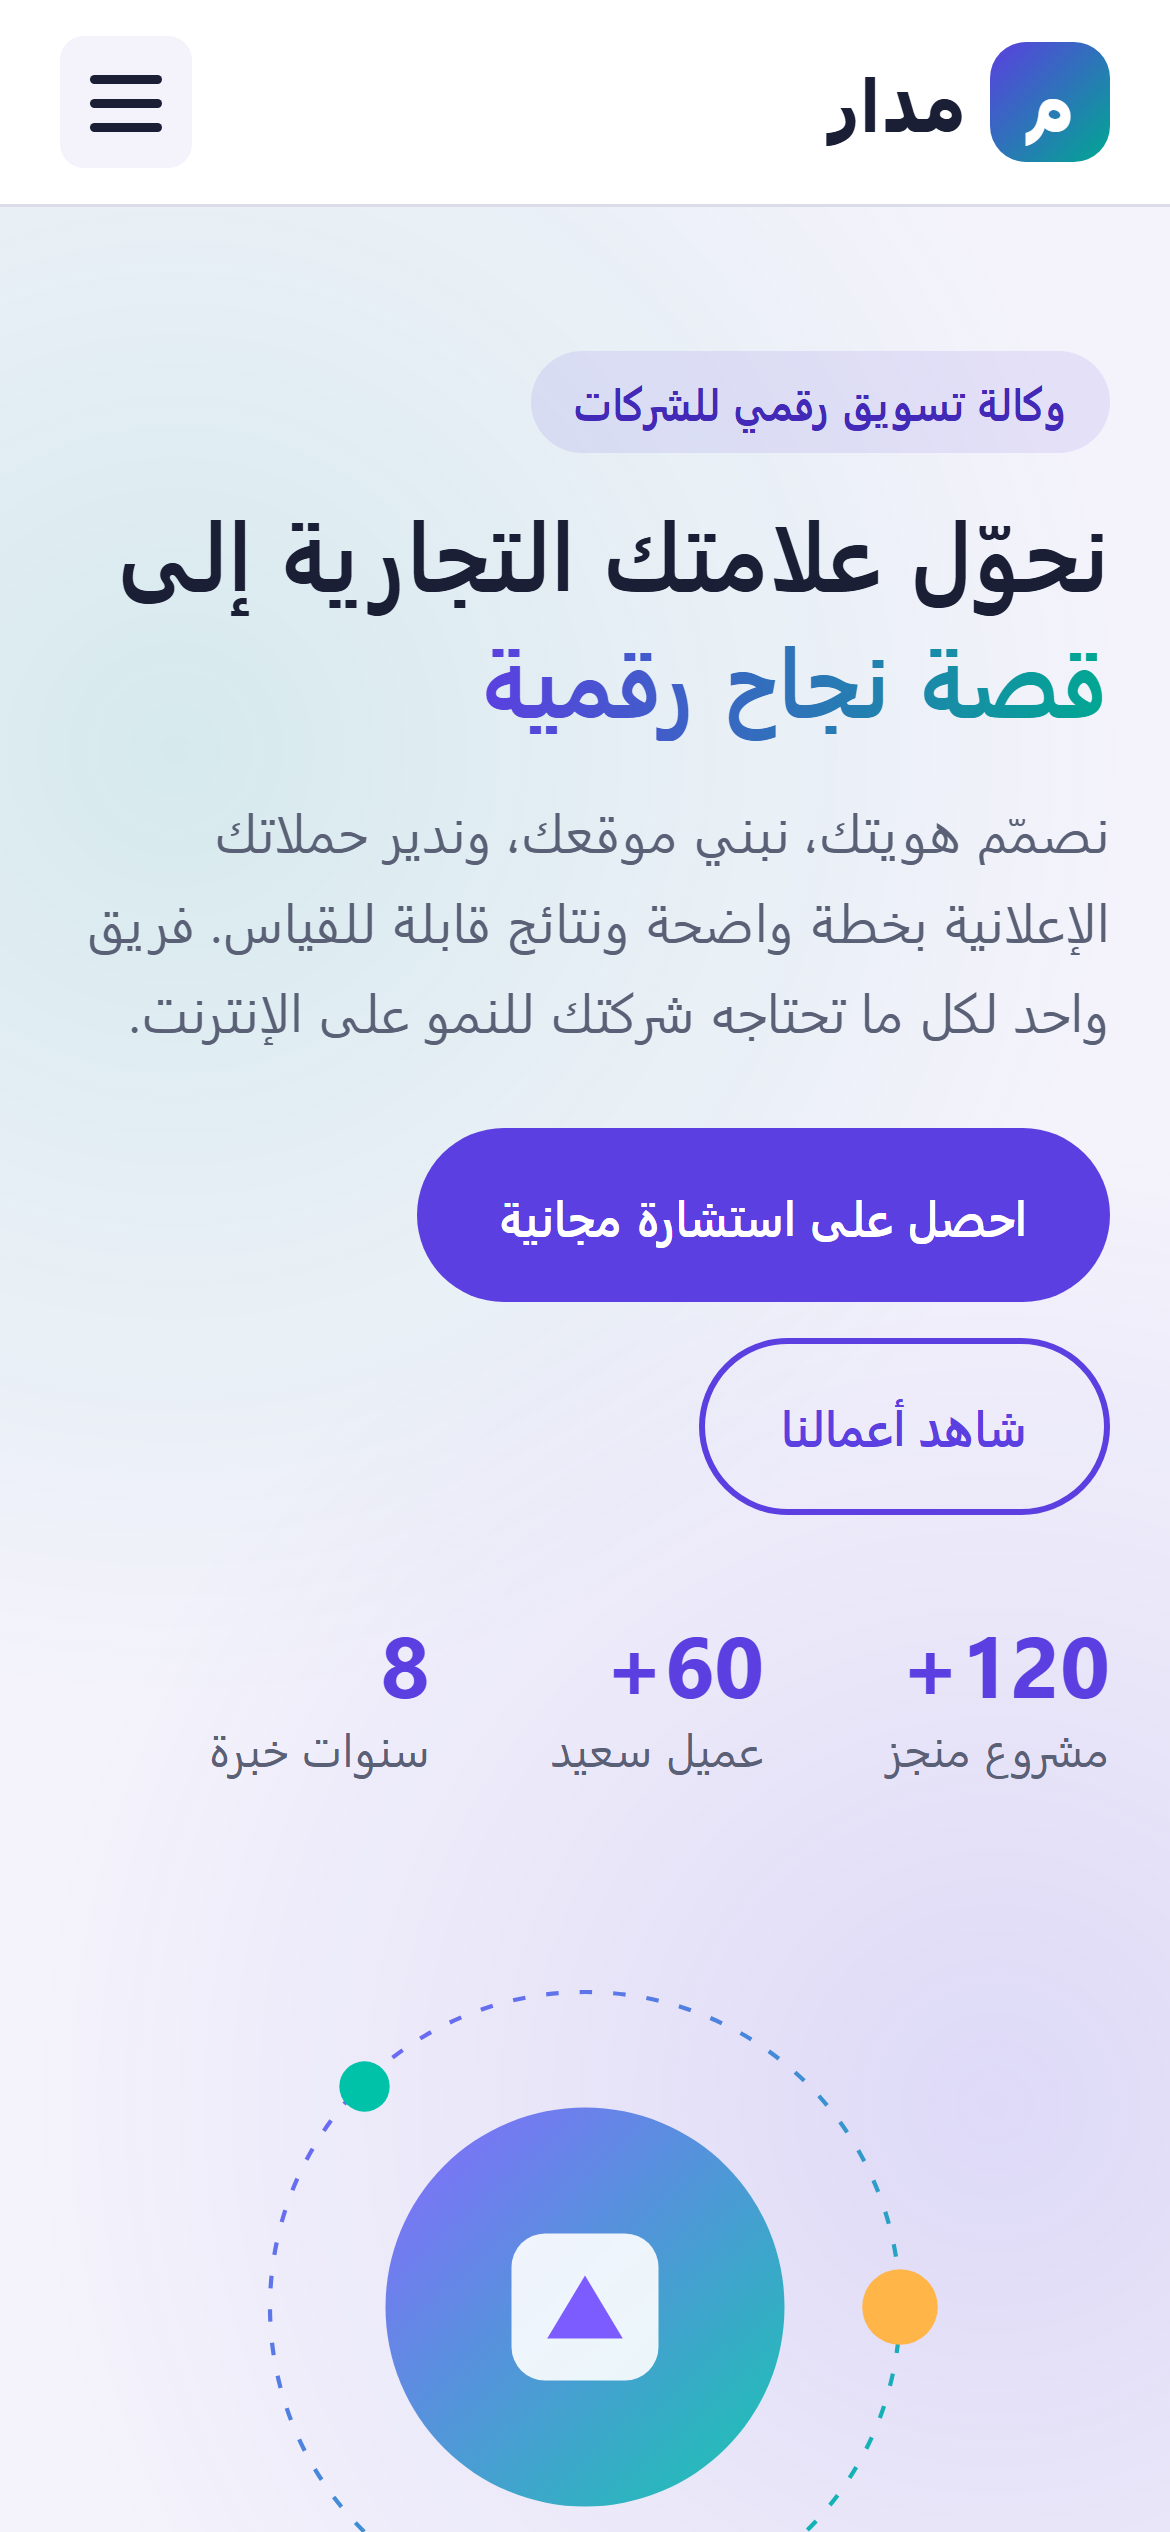 م
مدار
وكالة تسويق رقمي للشركات
نحوّل علامتك التجارية إلى
قصة نجاح رقمية
نصمّم هويتك، نبني موقعك، وندير حملاتك
الإعلانية بخطة واضحة ونتائج قابلة للقياس. فريق
واحد لكل ما تحتاجه شركتك للنمو على الإنترنت.
احصل على استشارة مجانية
شاهد أعمالنا
120+
مشروع منجز
60+
عميل سعيد
8
سنوات خبرة